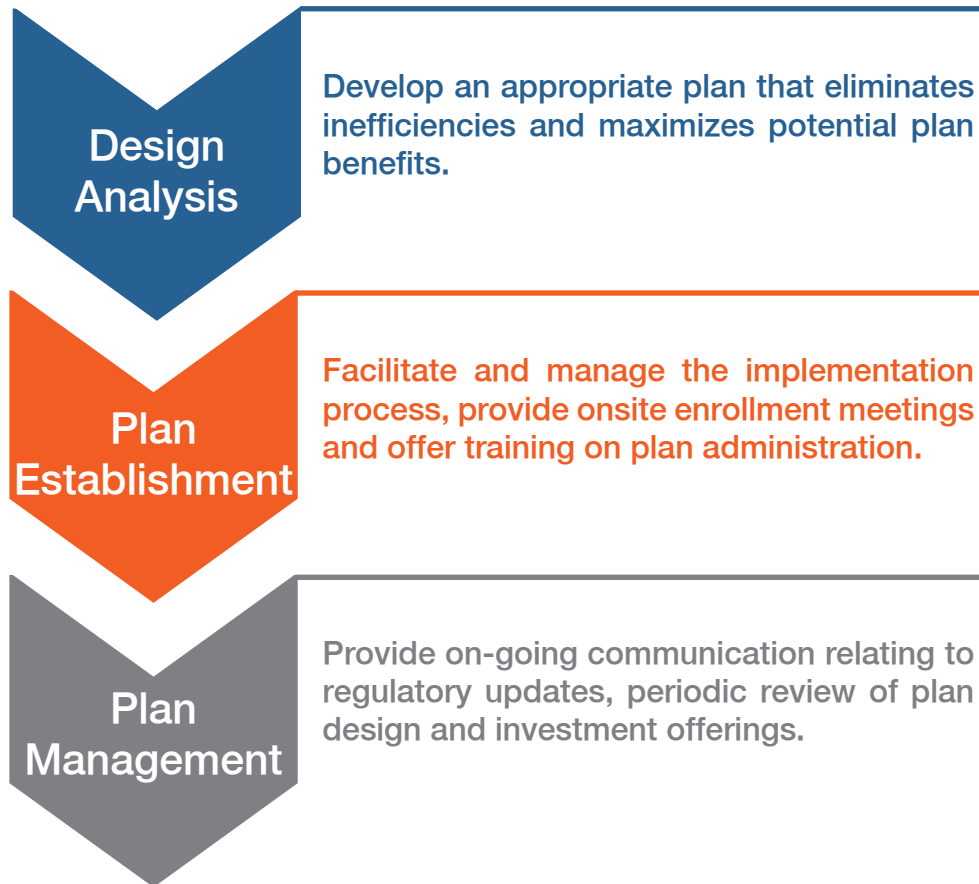 Design
Analysis
Develop an appropriate plan that eliminates
inefficiencies and maximizes potential plan
benefits.
Plan
Establishment
Facilitate and manage the implementation
process, provide onsite enrollment meetings
and offer training on plan administration.
Plan
Management
Provide on-going communication relating to
regulatory updates, periodic review of plan
design and investment offerings.